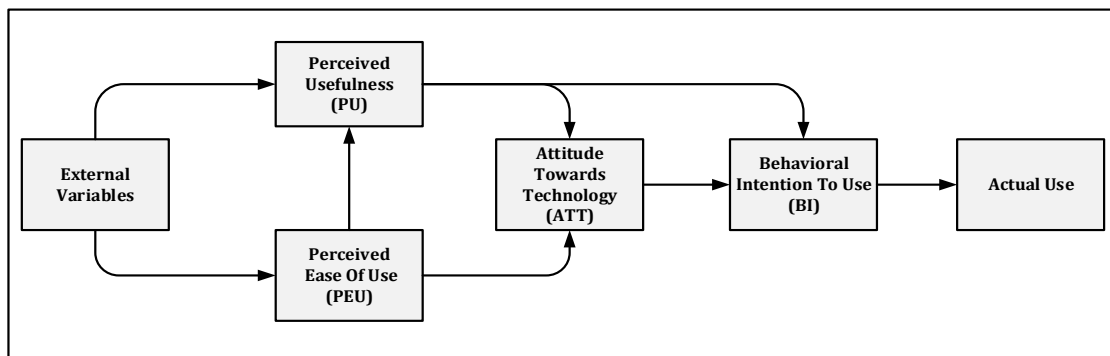 External
Variables
Perceived
Usefulness
(PU)
Perceived
Ease Of Use
(PEU)
Attitude
Towards
Technology
(ATT)
Behavioral
Intention To Use
(BI)
Actual Use